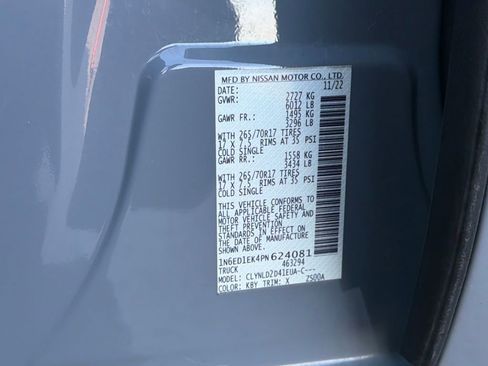 MFD BY NISSAN MOTOR CO., LTD.
DATE: 11/22
GVWR: 2727 KG
6012 LB
GAWR FR.: 1495 KG
3296 LB
WITH 265/70R17 TIRES
17 X 7.5 RIMS AT 35 PSI
COLD SINGLE
GAWR RR.: 1558 KG
3434 LB
WITH 265/70R17 TIRES
17 X 7.5 RIMS AT 35 PSI
COLD SINGLE
THIS VEHICLE CONFORMS TO
ALL APPLICABLE FEDERAL
MOTOR VEHICLE SAFETY AND
THEFT PREVENTION
STANDARDS IN EFFECT ON
THE DATE OF MANUFACTURE
SHOWN ABOVE.
1N6ED1EK4PN624081
TRUCK 463294
MODEL: CLYNLDZD41EUA-C---
COLOR: KBY TRIM: X 7500A